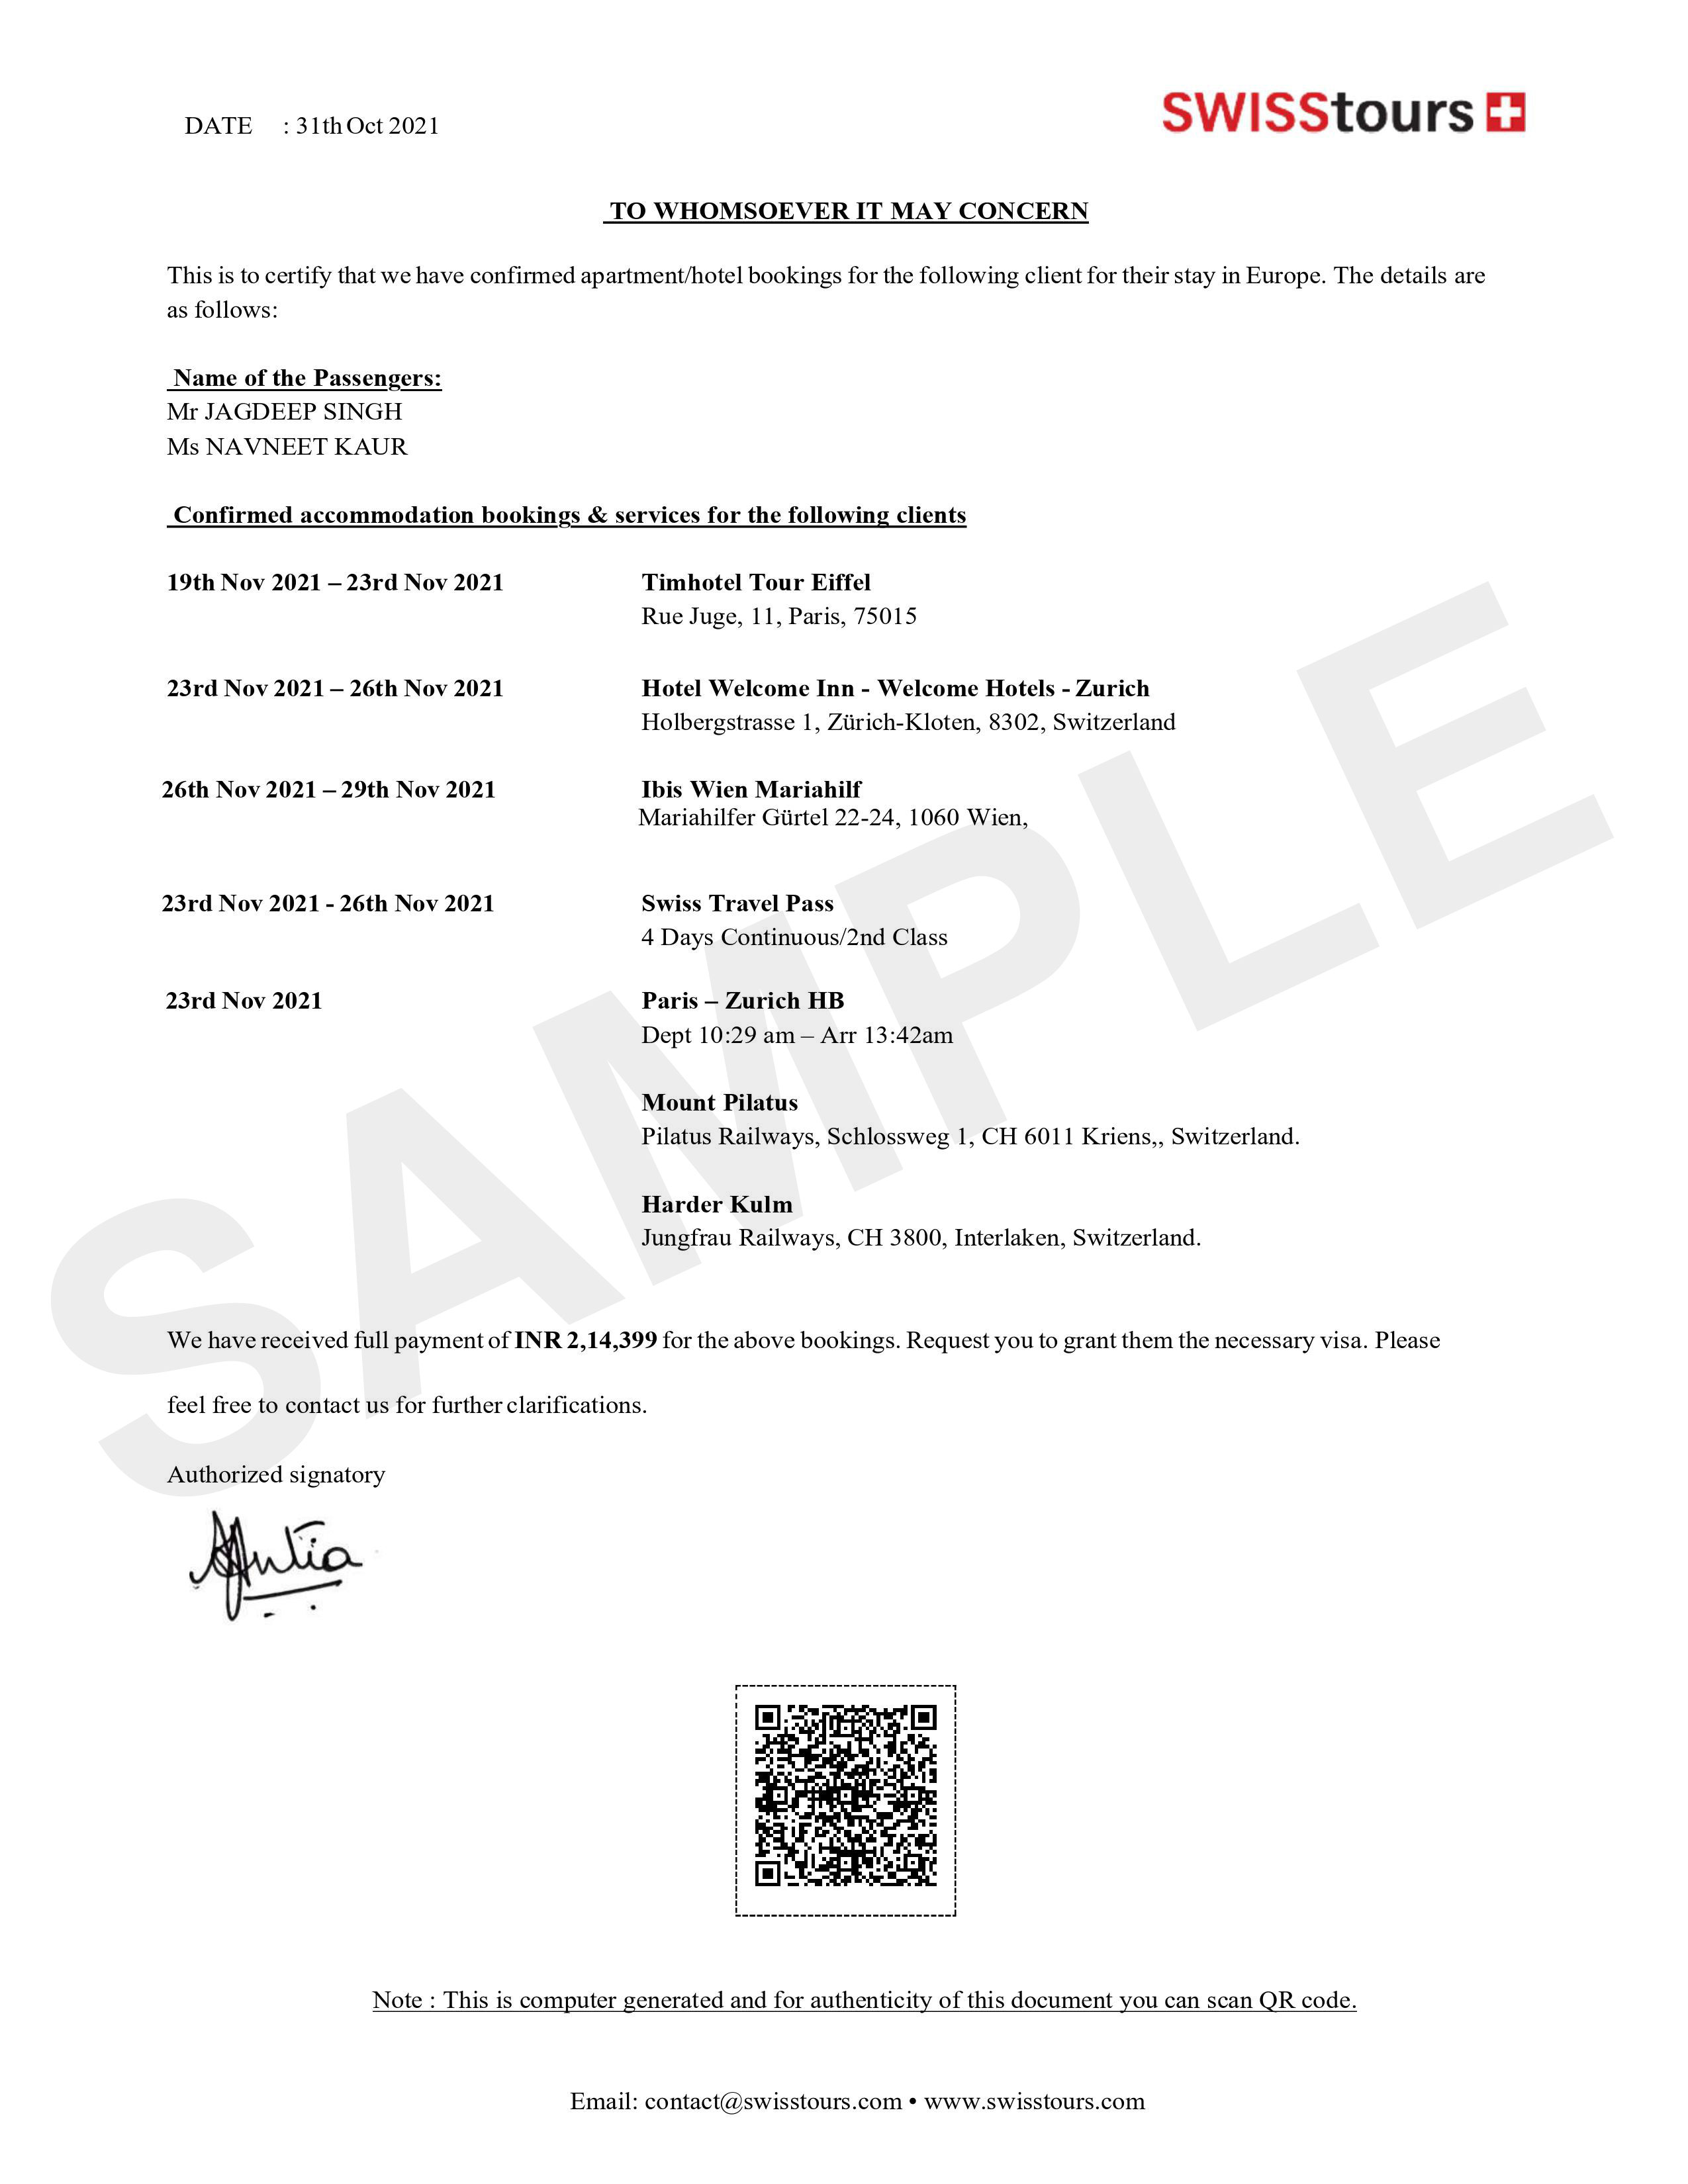 DATE : 31th Oct 2021
SWISStours
TO WHOMSOEVER IT MAY CONCERN
This is to certify that we have confirmed apartment/hotel bookings for the following client for their stay in Europe. The details are
as follows:
Name of the Passengers:
Mr JAGDEEP SINGH
Ms NAVNEET KAUR
Confirmed accommodation bookings & services for the following clients
19th Nov 2021 – 23rd Nov 2021 Timhotel Tour Eiffel
Rue Juge, 11, Paris, 75015
23rd Nov 2021 – 26th Nov 2021 Hotel Welcome Inn - Welcome Hotels - Zurich
Holbergstrasse 1, Zürich-Kloten, 8302, Switzerland
26th Nov 2021 – 29th Nov 2021 Ibis Wien Mariahilf
Mariahilfer Gürtel 22-24, 1060 Wien,
23rd Nov 2021 - 26th Nov 2021 Swiss Travel Pass
4 Days Continuous/2nd Class
23rd Nov 2021 Paris – Zurich HB
Dept 10:29 am – Arr 13:42am
Mount Pilatus
Pilatus Railways, Schlossweg 1, CH 6011 Kriens,, Switzerland.
Harder Kulm
Jungfrau Railways, CH 3800, Interlaken, Switzerland.
SAMPLE
We have received full payment of INR 2,14,399 for the above bookings. Request you to grant them the necessary visa. Please
feel free to contact us for further clarifications.
Authorized signatory
Note : This is computer generated and for authenticity of this document you can scan QR code.
Email: contact@swisstours.com • www.swisstours.com